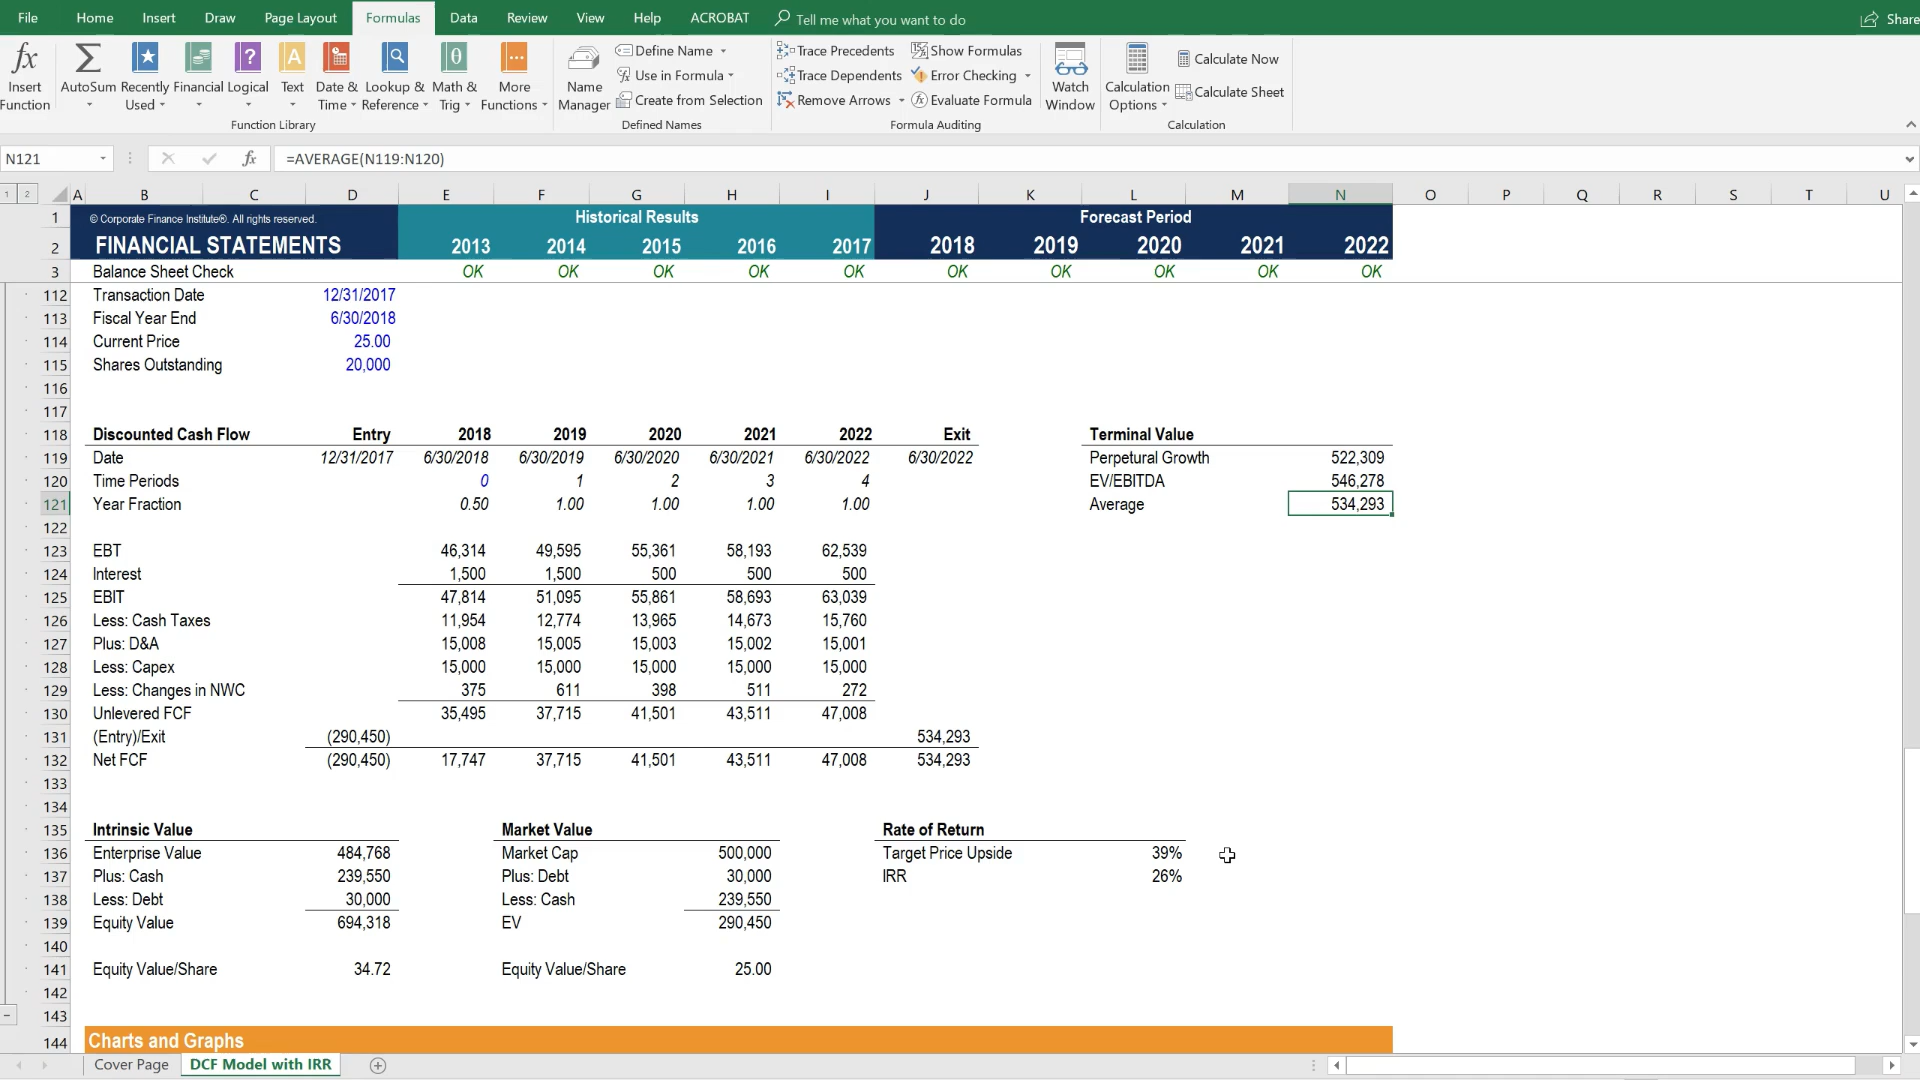 File Home Insert Draw Page Layout Formulas Data Review View Help ACROBAT Tell me what you want to do Share
fx Insert Function
AutoSum
Recently Used
Financial
Logical
Text
Date & Time
Lookup & Reference
Math & Trig
More Functions
Function Library
Name Manager
Define Name
Use in Formula
Create from Selection
Defined Names
Trace Precedents
Trace Dependents
Remove Arrows
Show Formulas
Error Checking
Evaluate Formula
Formula Auditing
Watch Window
Calculation Options
Calculate Now
Calculate Sheet
Calculation
N121 fx =AVERAGE(N119:N120)
1 2 A B C D E F G H I J K L M N O P Q R S T U
1 © Corporate Finance Institute®. All rights reserved. Historical Results Forecast Period
2 FINANCIAL STATEMENTS 2013 2014 2015 2016 2017 2018 2019 2020 2021 2022
3 Balance Sheet Check OK OK OK OK OK OK OK OK OK OK
112 Transaction Date 12/31/2017
113 Fiscal Year End 6/30/2018
114 Current Price 25.00
115 Shares Outstanding 20,000
116
117
118 Discounted Cash Flow Entry 2018 2019 2020 2021 2022 Exit Terminal Value
119 Date 12/31/2017 6/30/2018 6/30/2019 6/30/2020 6/30/2021 6/30/2022 6/30/2022 Perpetural Growth 522,309
120 Time Periods 0 1 2 3 4 EV/EBITDA 546,278
121 Year Fraction 0.50 1.00 1.00 1.00 1.00 Average 534,293
122
123 EBT 46,314 49,595 55,361 58,193 62,539
124 Interest 1,500 1,500 500 500 500
125 EBIT 47,814 51,095 55,861 58,693 63,039
126 Less: Cash Taxes 11,954 12,774 13,965 14,673 15,760
127 Plus: D&A 15,008 15,005 15,003 15,002 15,001
128 Less: Capex 15,000 15,000 15,000 15,000 15,000
129 Less: Changes in NWC 375 611 398 511 272
130 Unlevered FCF 35,495 37,715 41,501 43,511 47,008
131 (Entry)/Exit (290,450) 534,293
132 Net FCF (290,450) 17,747 37,715 41,501 43,511 47,008 534,293
133
134
135 Intrinsic Value Market Value Rate of Return
136 Enterprise Value 484,768 Market Cap 500,000 Target Price Upside 39%
137 Plus: Cash 239,550 Plus: Debt 30,000 IRR 26%
138 Less: Debt 30,000 Less: Cash 239,550
139 Equity Value 694,318 EV 290,450
140
141 Equity Value/Share 34.72 Equity Value/Share 25.00
142
143
144 Charts and Graphs
Cover Page DCF Model with IRR